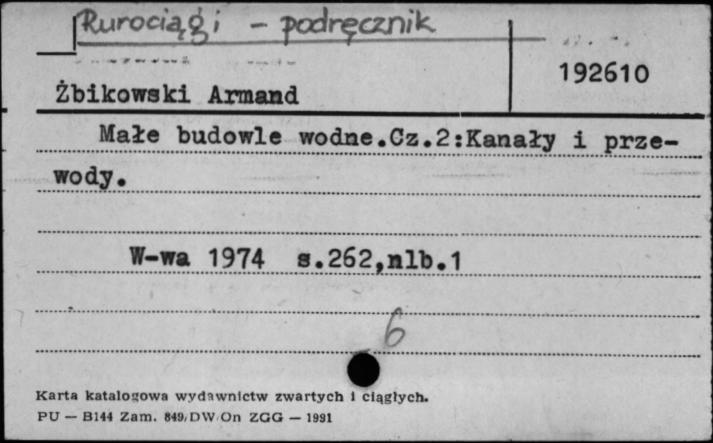 Rurociągi - podręcznik
192610
Żbikowski Armand
Małe budowle wodne.Cz.2:Kanały i prze-
wody.
W-wa 1974 s.262,nlb.1
6
Karta katalogowa wydawnictw zwartych i ciągłych.
PU — B144 Zam. 849/DW/On ZGG — 1991